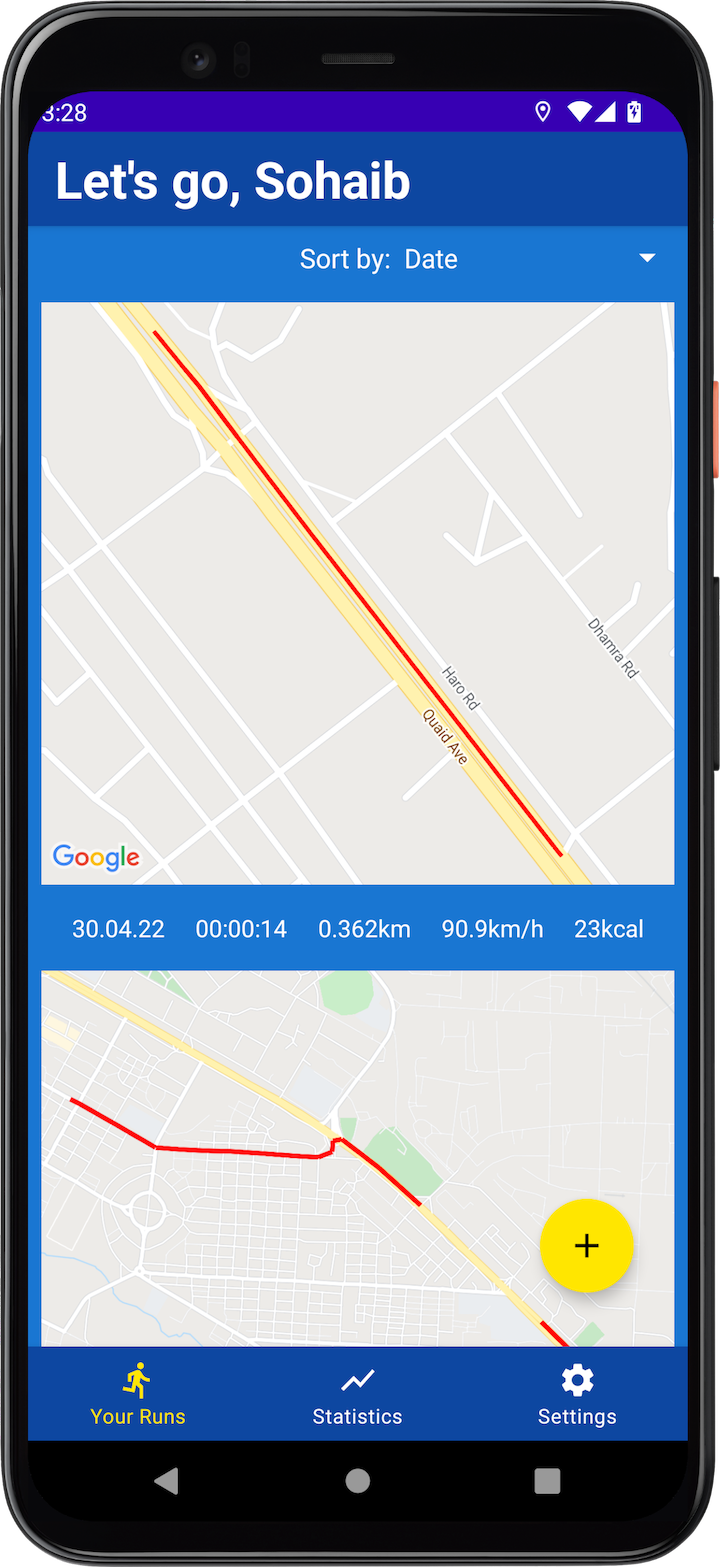 3:28
Let's go, Sohaib
Sort by: Date
Dhamra Rd
Haro Rd
Quaid Ave
Google
30.04.22 00:00:14 0.362km 90.9km/h 23kcal
+
Your Runs Statistics Settings